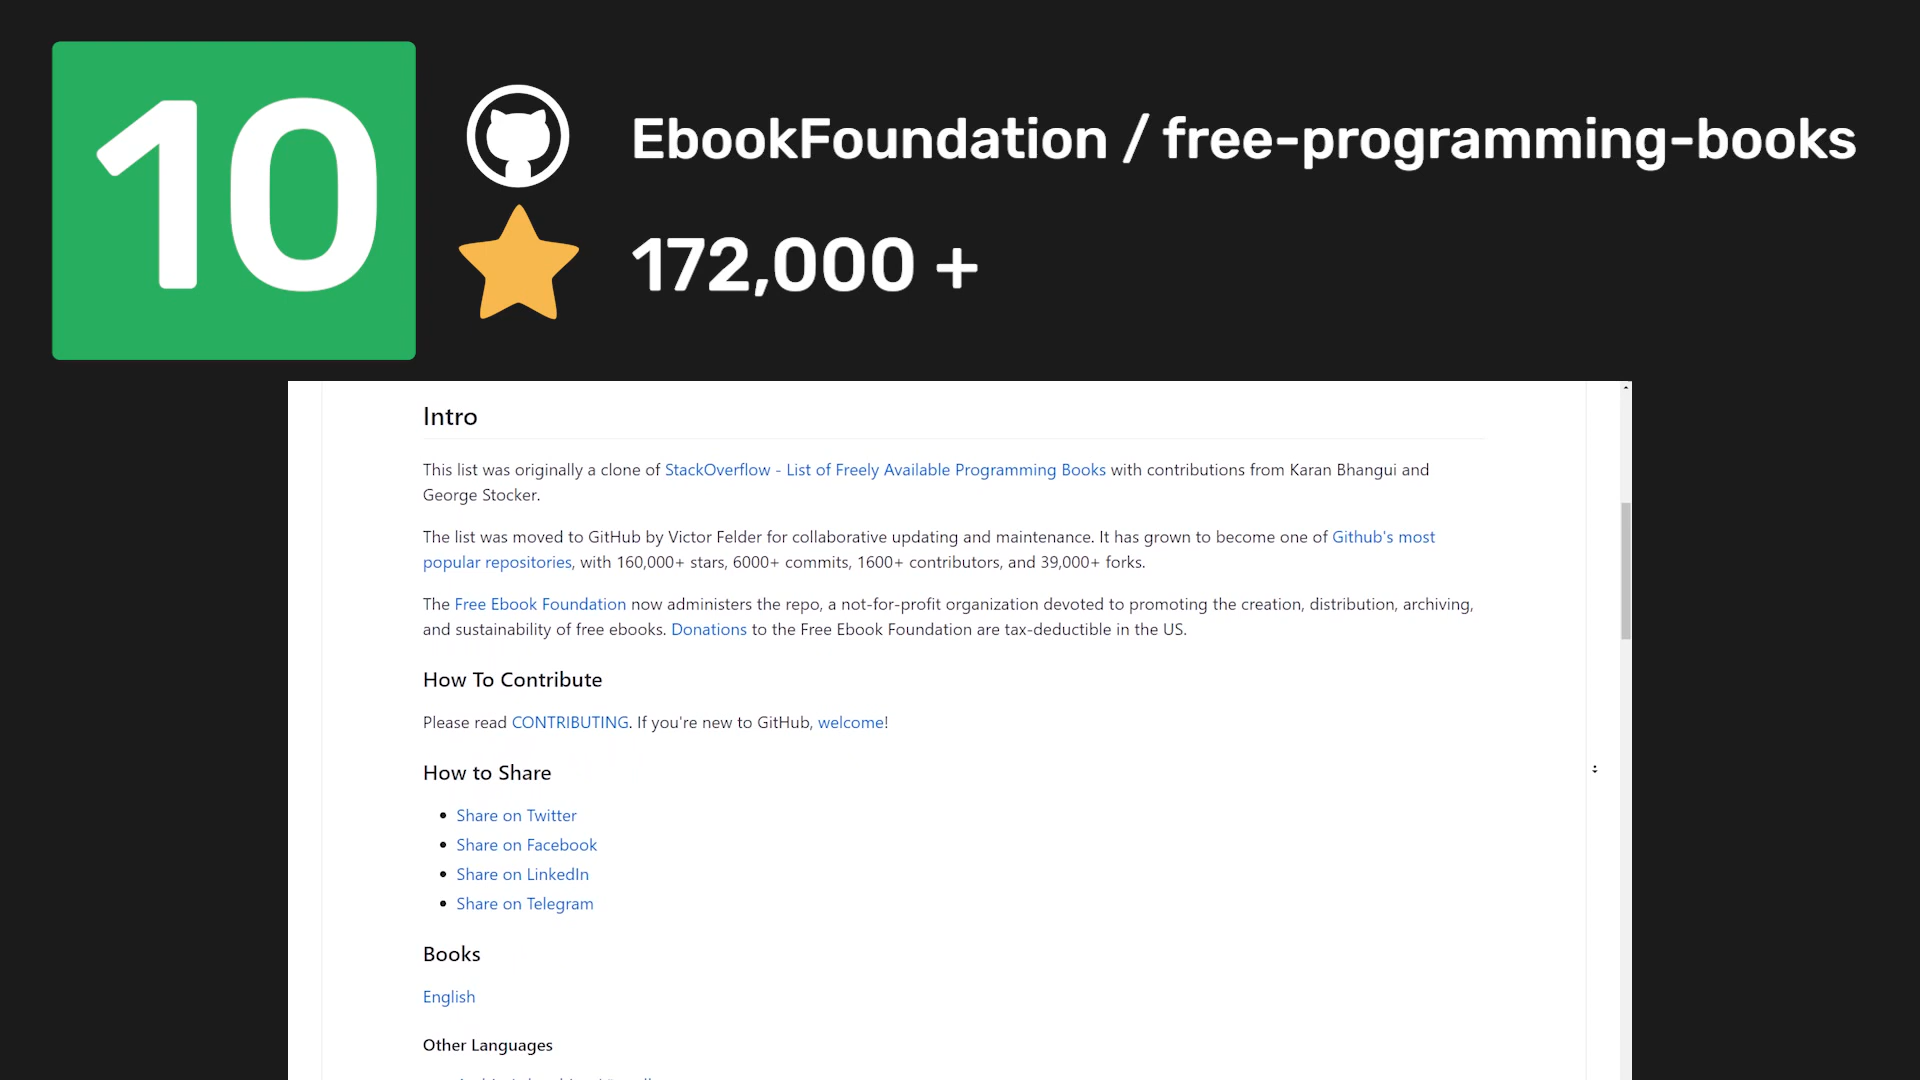 10
EbookFoundation / free-programming-books
172,000 +
Intro
This list was originally a clone of StackOverflow - List of Freely Available Programming Books with contributions from Karan Bhangui and
George Stocker.
The list was moved to GitHub by Victor Felder for collaborative updating and maintenance. It has grown to become one of Github's most
popular repositories, with 160,000+ stars, 6000+ commits, 1600+ contributors, and 39,000+ forks.
The Free Ebook Foundation now administers the repo, a not-for-profit organization devoted to promoting the creation, distribution, archiving,
and sustainability of free ebooks. Donations to the Free Ebook Foundation are tax-deductible in the US.
How To Contribute
Please read CONTRIBUTING. If you're new to GitHub, welcome!
How to Share
Share on Twitter
Share on Facebook
Share on LinkedIn
Share on Telegram
Books
English
Other Languages